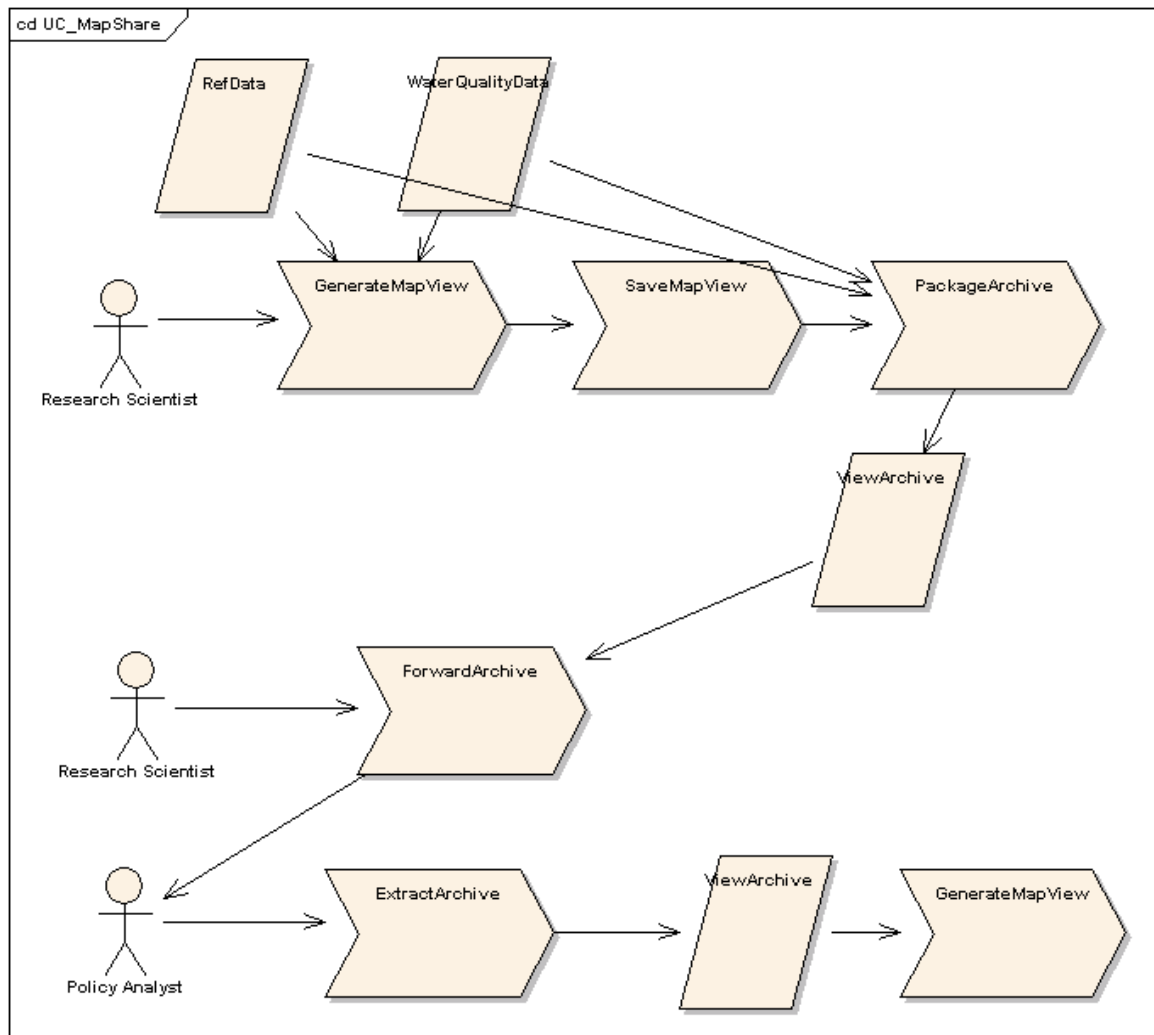 cd UC_MapShare
RefData
WaterQualityData
GenerateMapView
SaveMapView
PackageArchive
Research Scientist
ViewArchive
ForwardArchive
Research Scientist
ExtractArchive
ViewArchive
GenerateMapView
Policy Analyst